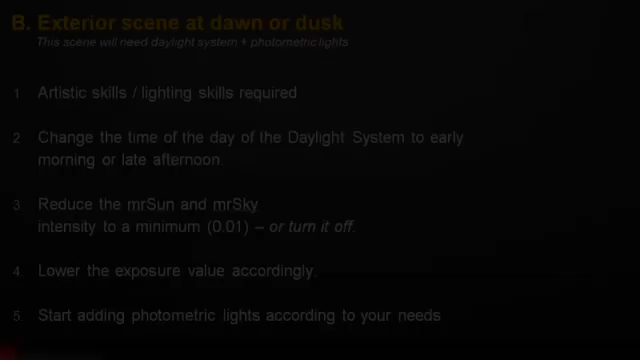 B. Exterior scene at dawn or dusk
This scene will need daylight system + photometric lights
1 Artistic skills / lighting skills required
2 Change the time of the day of the Daylight System to early
morning or late afternoon.
3. Reduce the mrSun and mrSky
intensity to a minimum (0.01) – or turn it off.
4. Lower the exposure value accordingly.
5. Start adding photometric lights according to your needs